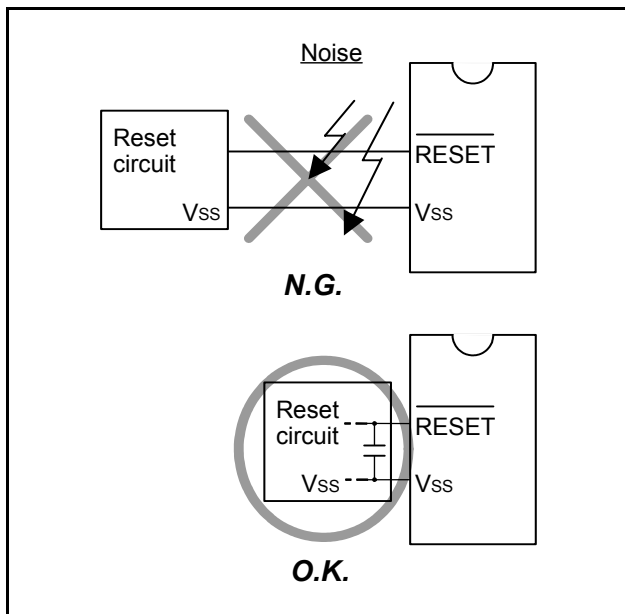 Noise
Reset
circuit
RESET
Vss
Vss
N.G.
Reset
circuit
RESET
Vss
Vss
O.K.